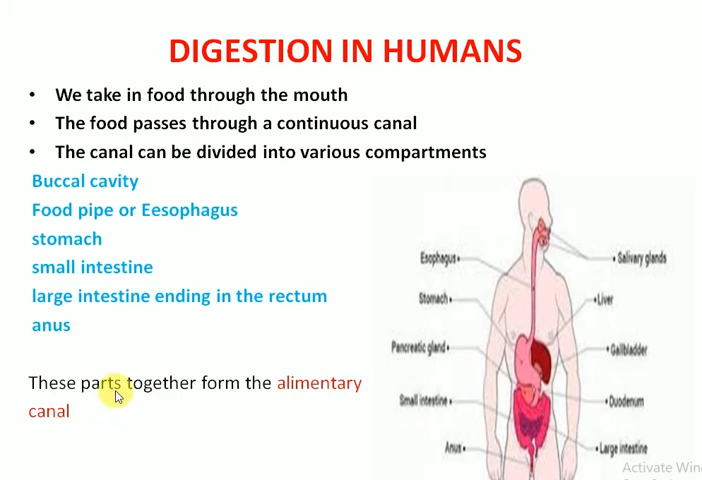 DIGESTION IN HUMANS
• We take in food through the mouth
• The food passes through a continuous canal
• The canal can be divided into various compartments
Buccal cavity
Food pipe or Eesophagus
stomach
small intestine
large intestine ending in the rectum
anus
These parts together form the alimentary
canal
Esophagus
Salivary glands
Stomach
Liver
Pancreatic gland
Gallbladder
Small intestine
Duodenum
Anus
Large intestine
Activate Win